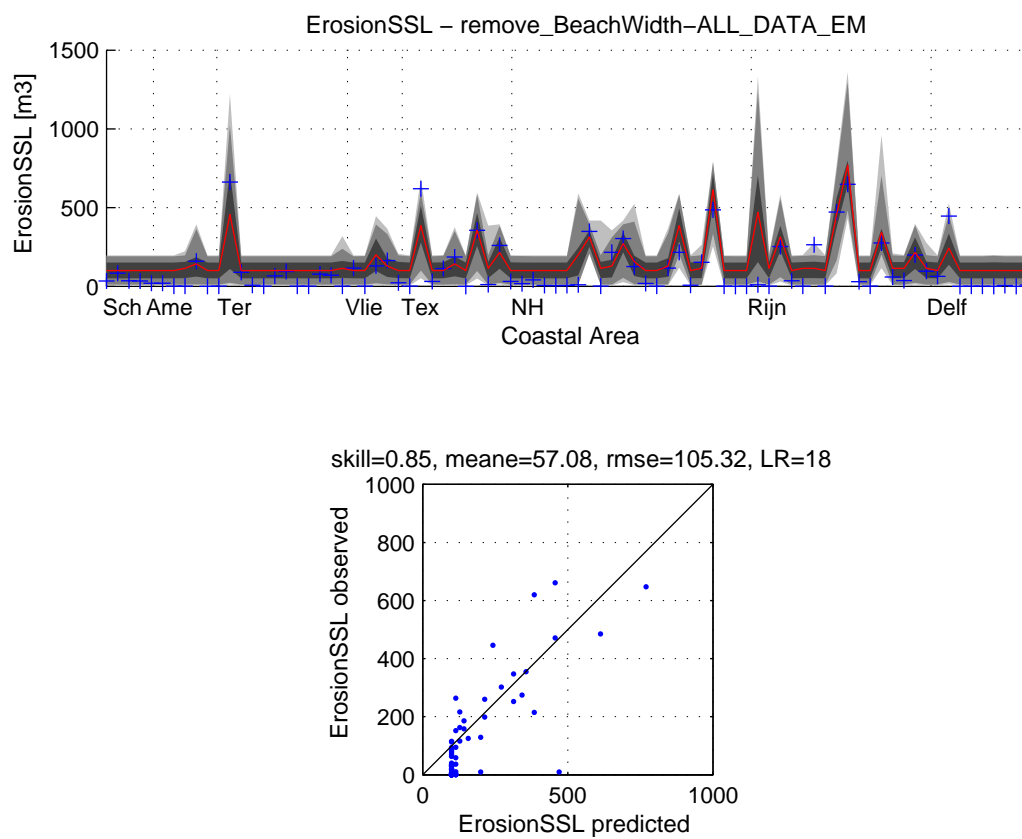 ErosionSSL − remove_BeachWidth−ALL_DATA_EM
1500
1000
500
0
ErosionSSL [m3]
Sch Ame Ter Vlie Tex NH Rijn Delf
Coastal Area
skill=0.85, meane=57.08, rmse=105.32, LR=18
1000
800
600
400
200
0
ErosionSSL observed
0 500 1000
ErosionSSL predicted